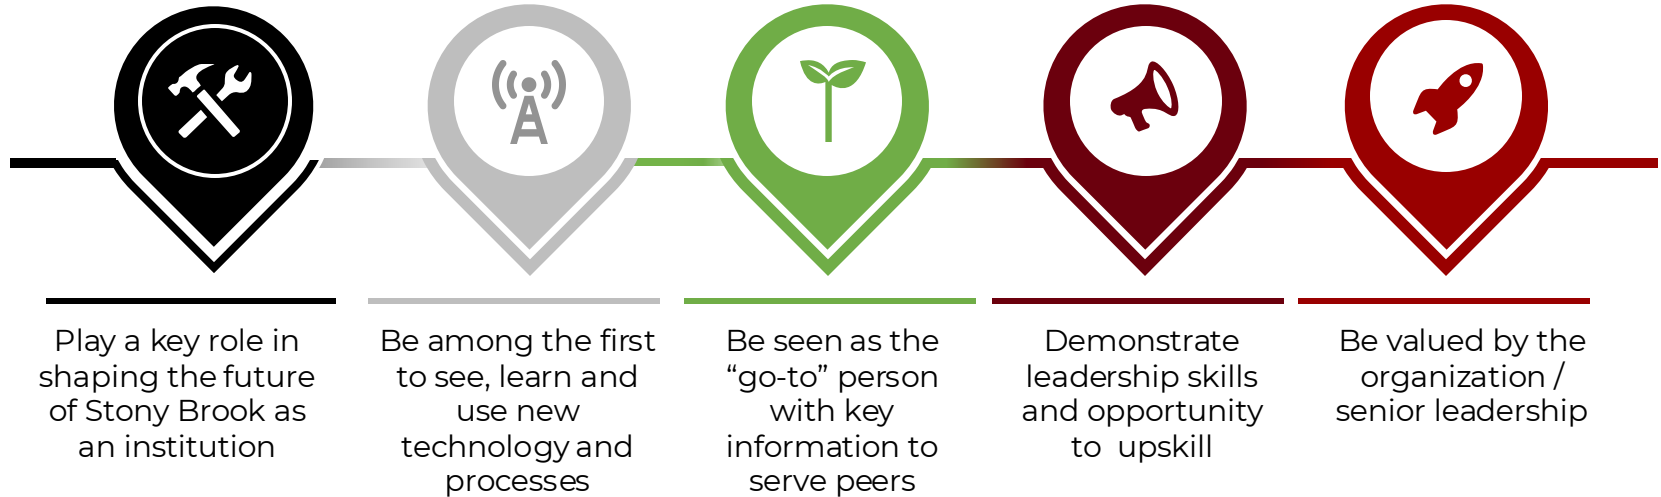 Play a key role in
shaping the future
of Stony Brook as
an institution
Be among the first
to see, learn and
use new
technology and
processes
Be seen as the
“go-to” person
with key
information to
serve peers
Demonstrate
leadership skills
and opportunity
to upskill
Be valued by the
organization /
senior leadership